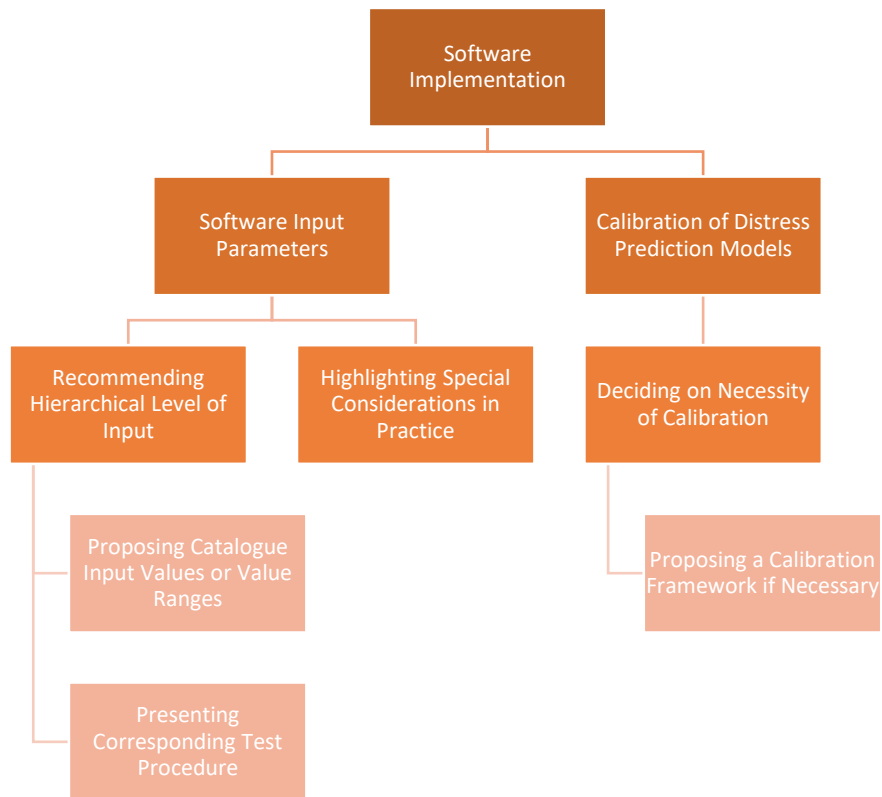 Software
Implementation
Software Input
Parameters
Calibration of Distress
Prediction Models
Recommending
Hierarchical Level of
Input
Highlighting Special
Considerations in
Practice
Deciding on Necessity
of Calibration
Proposing Catalogue
Input Values or Value
Ranges
Proposing a Calibration
Framework if Necessary
Presenting
Corresponding Test
Procedure